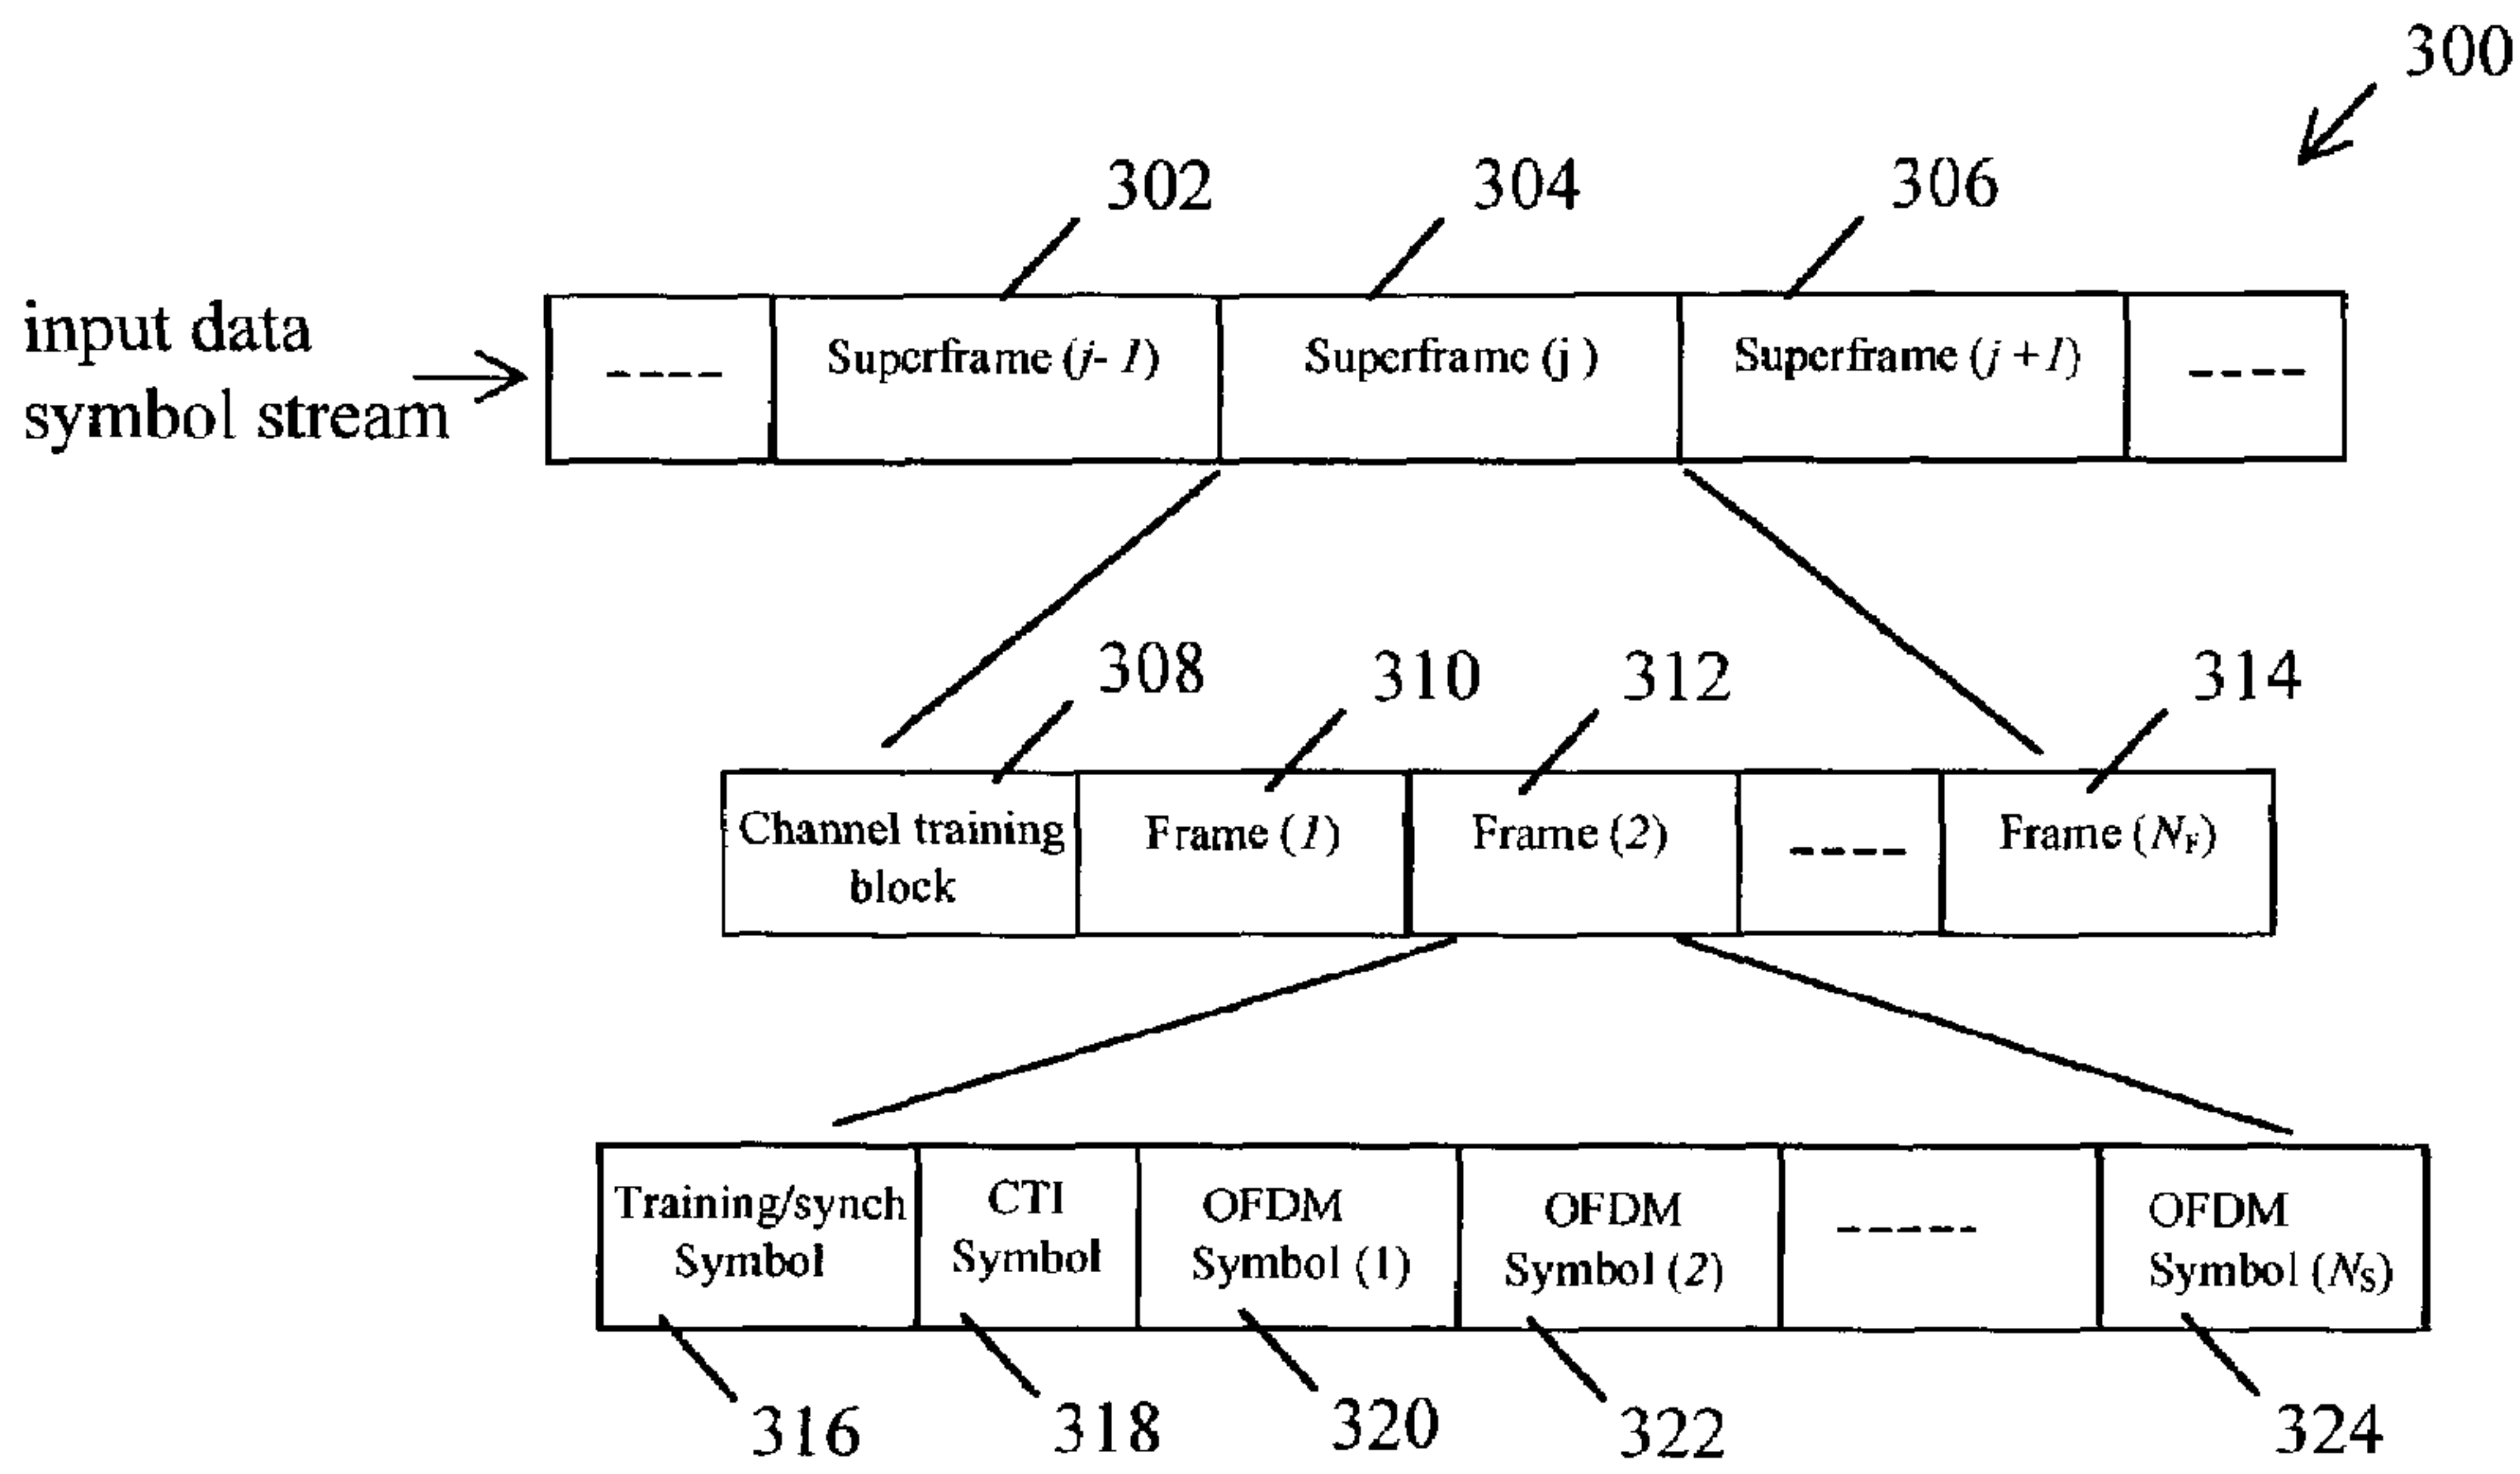 300
302 304 306
input data
symbol stream
---- Superframe (j- 1) Superframe (j ) Superframe (j +1) ----
308 310 312 314
Channel training
block
Frame (1) Frame (2) ---- Frame (NF)
Training/synch
Symbol
CTI
Symbol
OFDM
Symbol (1)
OFDM
Symbol (2)
-----
OFDM
Symbol (NS)
316 318 320 322 324